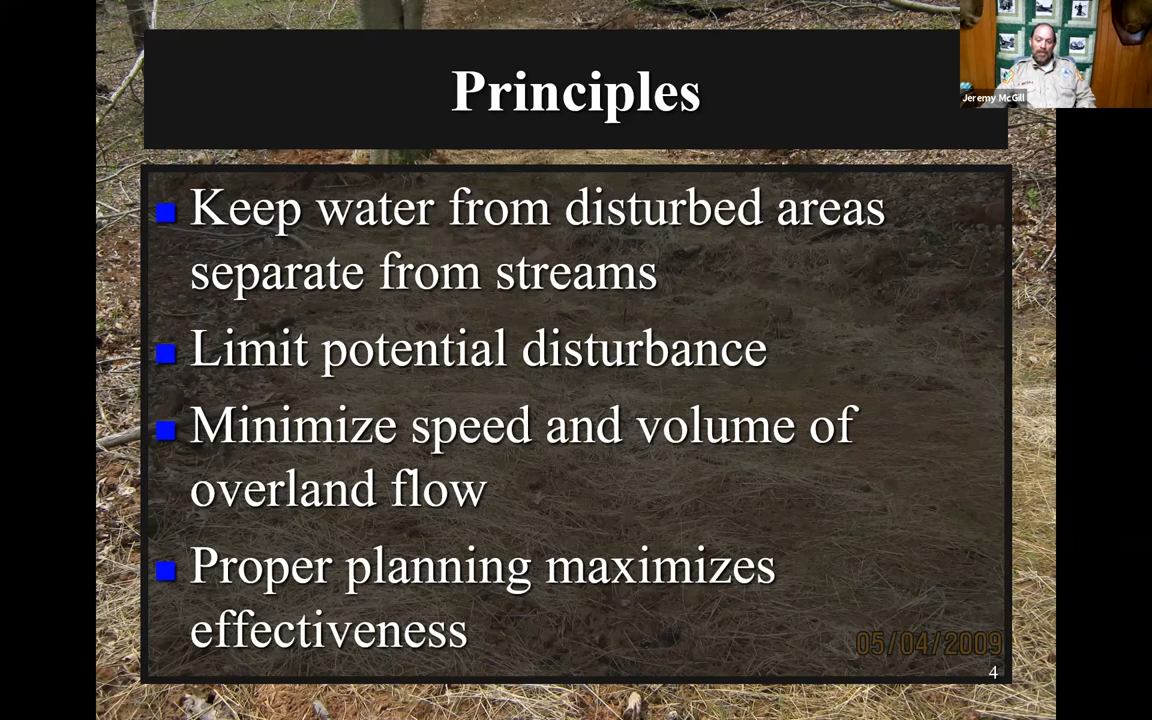 Principles
Jeremy McGill
Keep water from disturbed areas
separate from streams
Limit potential disturbance
Minimize speed and volume of
overland flow
Proper planning maximizes
effectiveness
05/04/2009
4